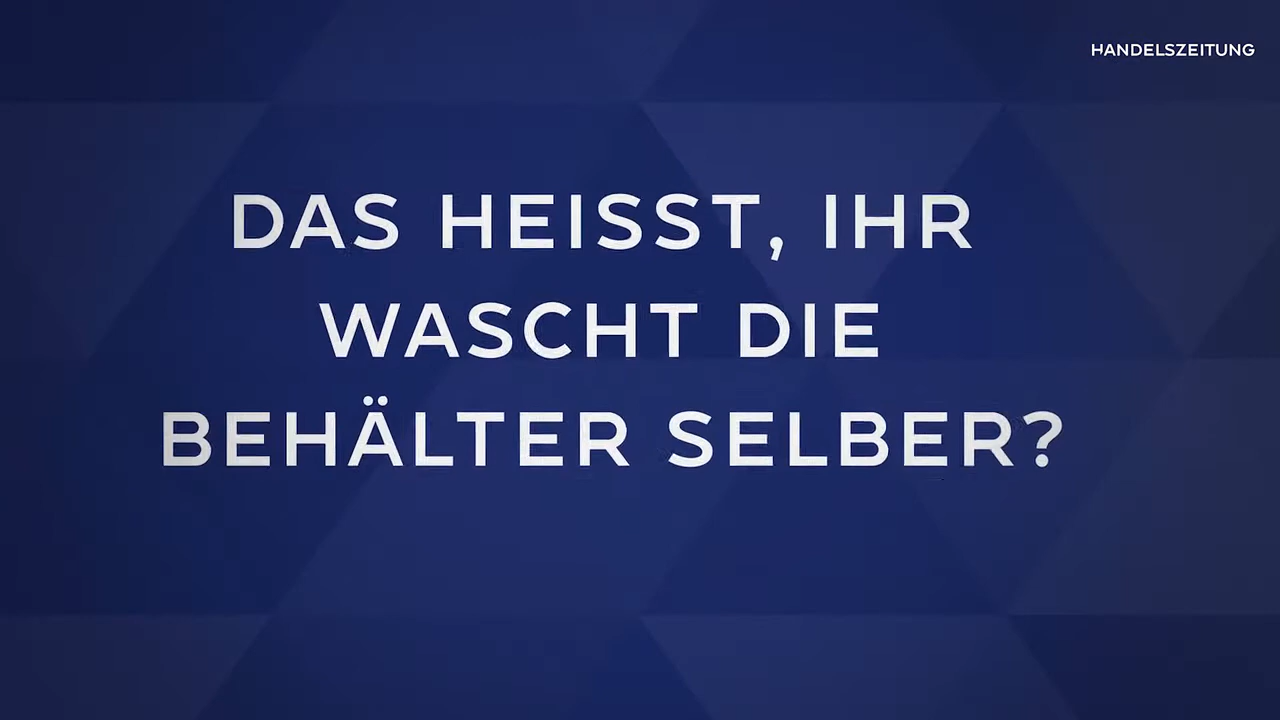 HANDELSZEITUNG
DAS HEISST, IHR
WASCHT DIE
BEHÄLTER SELBER?